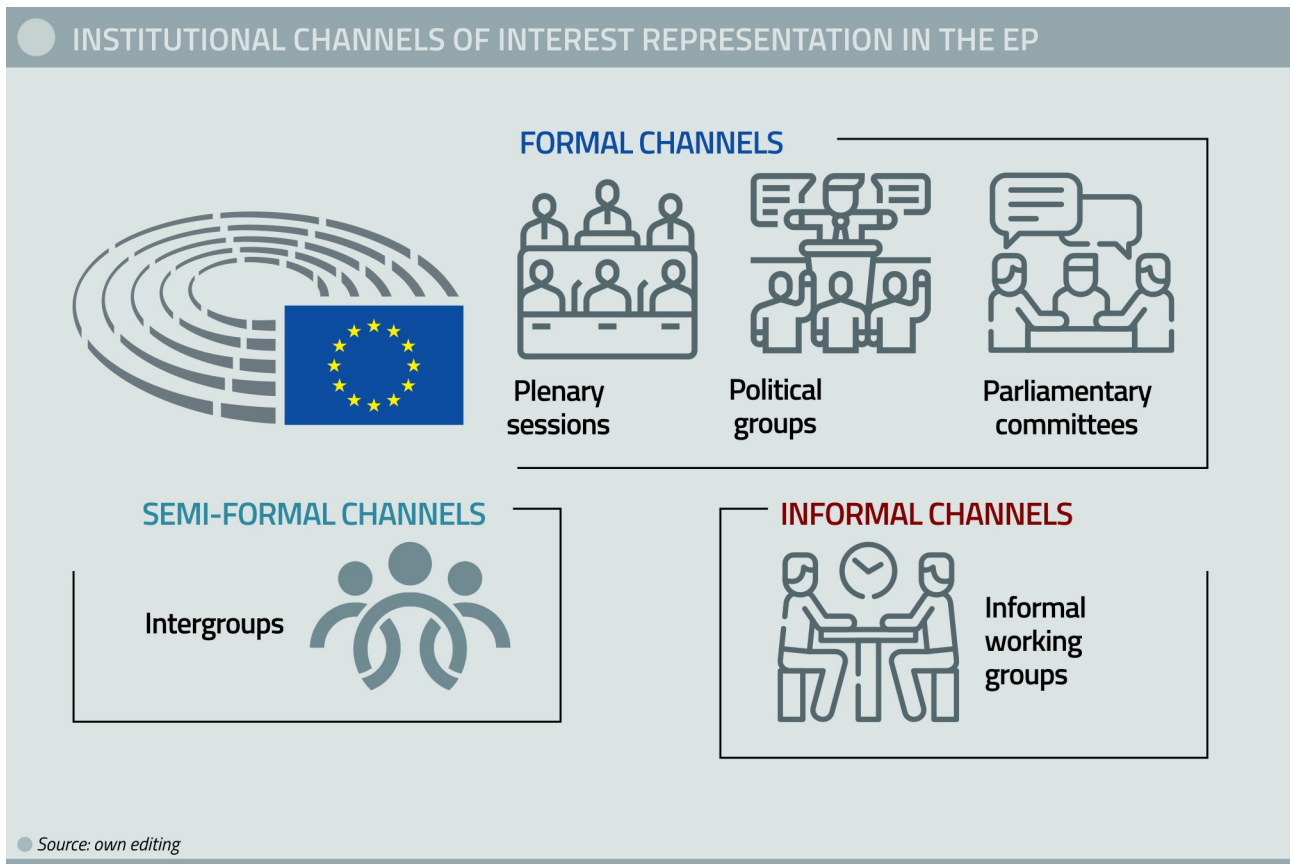 INSTITUTIONAL CHANNELS OF INTEREST REPRESENTATION IN THE EP
FORMAL CHANNELS
Plenary
sessions
Political
groups
Parliamentary
committees
SEMI-FORMAL CHANNELS
Intergroups
INFORMAL CHANNELS
Informal
working
groups
Source: own editing